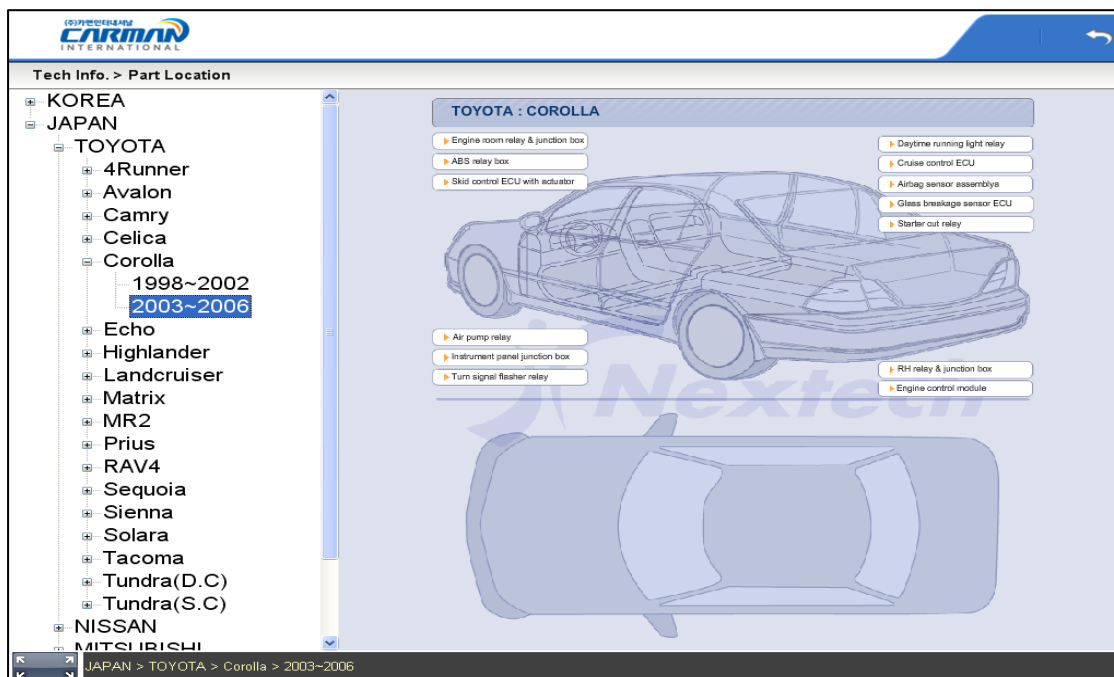 (주)카맨인터내셔널
CARMAN
INTERNATIONAL
Tech Info. > Part Location
KOREA
JAPAN
TOYOTA
4Runner
Avalon
Camry
Celica
Corolla
1998~2002
2003~2006
Echo
Highlander
Landcruiser
Matrix
MR2
Prius
RAV4
Sequoia
Sienna
Solara
Tacoma
Tundra(D.C)
Tundra(S.C)
NISSAN
MITSUBISHI
TOYOTA : COROLLA
Engine room relay & junction box
ABS relay box
Skid control ECU with actuator
Daytime running light relay
Cruise control ECU
Airbag sensor assemblya
Glass breakage sensor ECU
Starter cut relay
Air pump relay
Instrument panel junction box
Turn signal flasher relay
RH relay & junction box
Engine control module
Nextech
JAPAN > TOYOTA > Corolla > 2003~2006